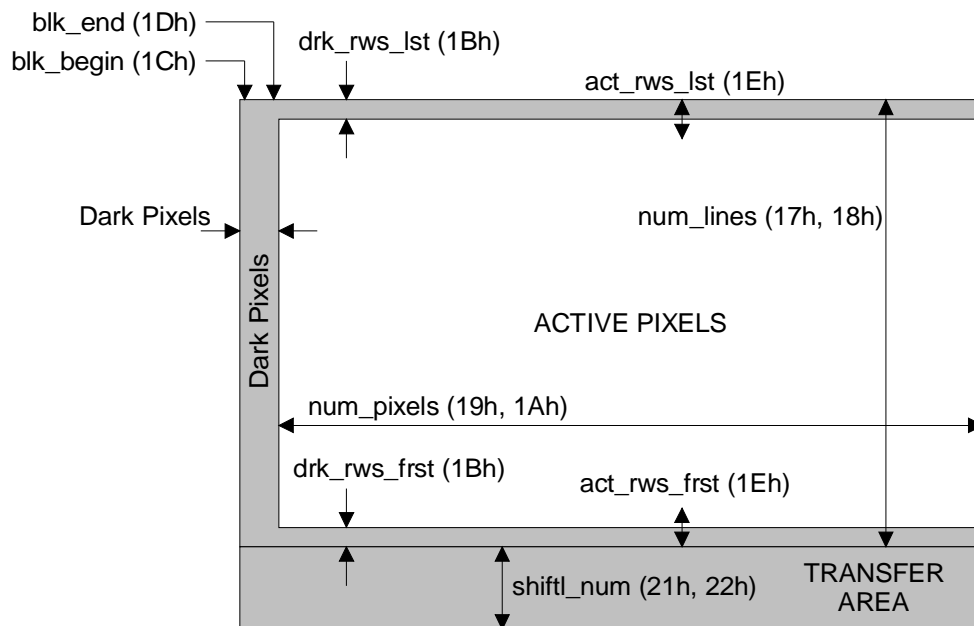 blk_end (1Dh)
drk_rws_lst (1Bh)
blk_begin (1Ch)
act_rws_lst (1Eh)
Dark Pixels
num_lines (17h, 18h)
Dark Pixels
ACTIVE PIXELS
num_pixels (19h, 1Ah)
drk_rws_frst (1Bh)
act_rws_frst (1Eh)
shiftl_num (21h, 22h)
TRANSFER
AREA